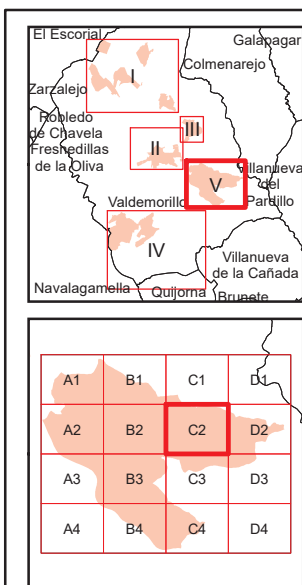 El Escorial
Galapagar
I
Colmenarejo
Zarzalejo
Robledo
de Chavela
III
Fresnedillas
de la Oliva
II
Villanueva
del
Pardillo
V
Valdemorillo
IV
Villanueva
de la Cañada
Navalagamella
Quijorna
Brunete
A1 B1 C1 D1
A2 B2 C2 D2
A3 B3 C3 D3
A4 B4 C4 D4